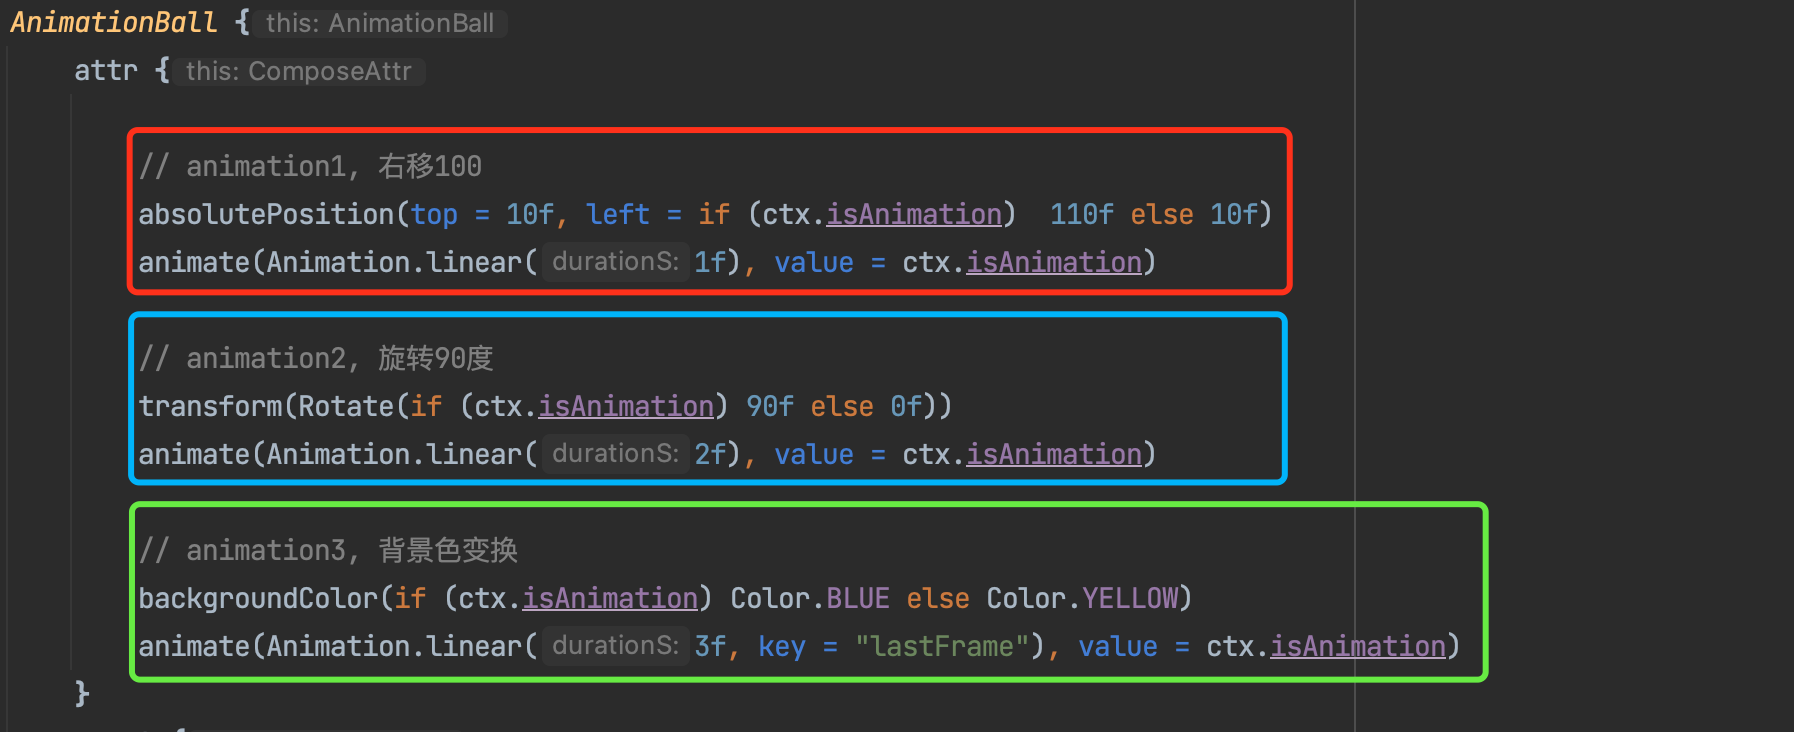 AnimationBall { this: AnimationBall
attr { this: ComposeAttr
// animation1, 右移100
absolutePosition(top = 10f, left = if (ctx.isAnimation)  110f else 10f)
animate(Animation.linear( durationS: 1f), value = ctx.isAnimation)
// animation2, 旋转90度
transform(Rotate(if (ctx.isAnimation) 90f else 0f))
animate(Animation.linear( durationS: 2f), value = ctx.isAnimation)
// animation3, 背景色变换
backgroundColor(if (ctx.isAnimation) Color.BLUE else Color.YELLOW)
animate(Animation.linear( durationS: 3f, key = "lastFrame"), value = ctx.isAnimation)
}